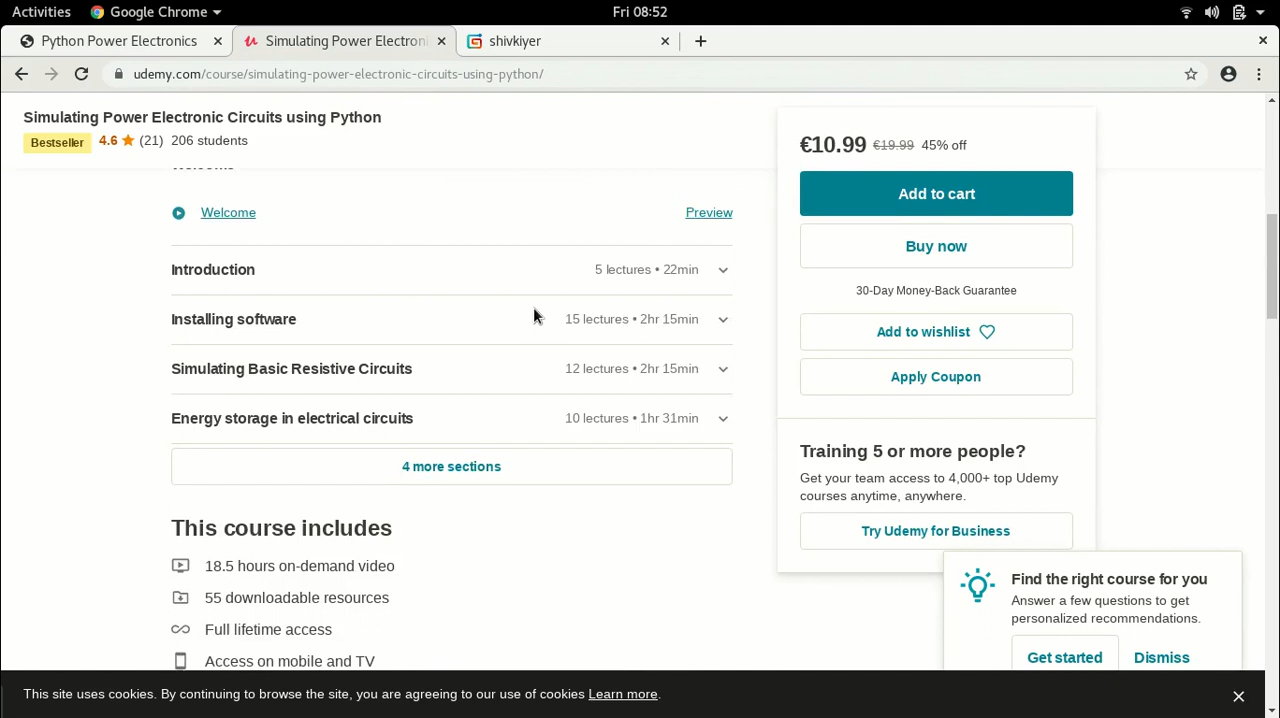 Activities Google Chrome Fri 08:52
Python Power Electronics Simulating Power Electroni shivkiyer
udemy.com/course/simulating-power-electronic-circuits-using-python/
Simulating Power Electronic Circuits using Python
Bestseller 4.6 (21) 206 students
€10.99 €19.99 45% off
Add to cart
Welcome Preview
Buy now
Introduction 5 lectures • 22min
30-Day Money-Back Guarantee
Installing software 15 lectures • 2hr 15min
Add to wishlist
Simulating Basic Resistive Circuits 12 lectures • 2hr 15min
Apply Coupon
Energy storage in electrical circuits 10 lectures • 1hr 31min
4 more sections
Training 5 or more people?
Get your team access to 4,000+ top Udemy
courses anytime, anywhere.
Try Udemy for Business
This course includes
18.5 hours on-demand video
55 downloadable resources
Full lifetime access
Access on mobile and TV
Find the right course for you
Answer a few questions to get
personalized recommendations.
Get started Dismiss
This site uses cookies. By continuing to browse the site, you are agreeing to our use of cookies Learn more.